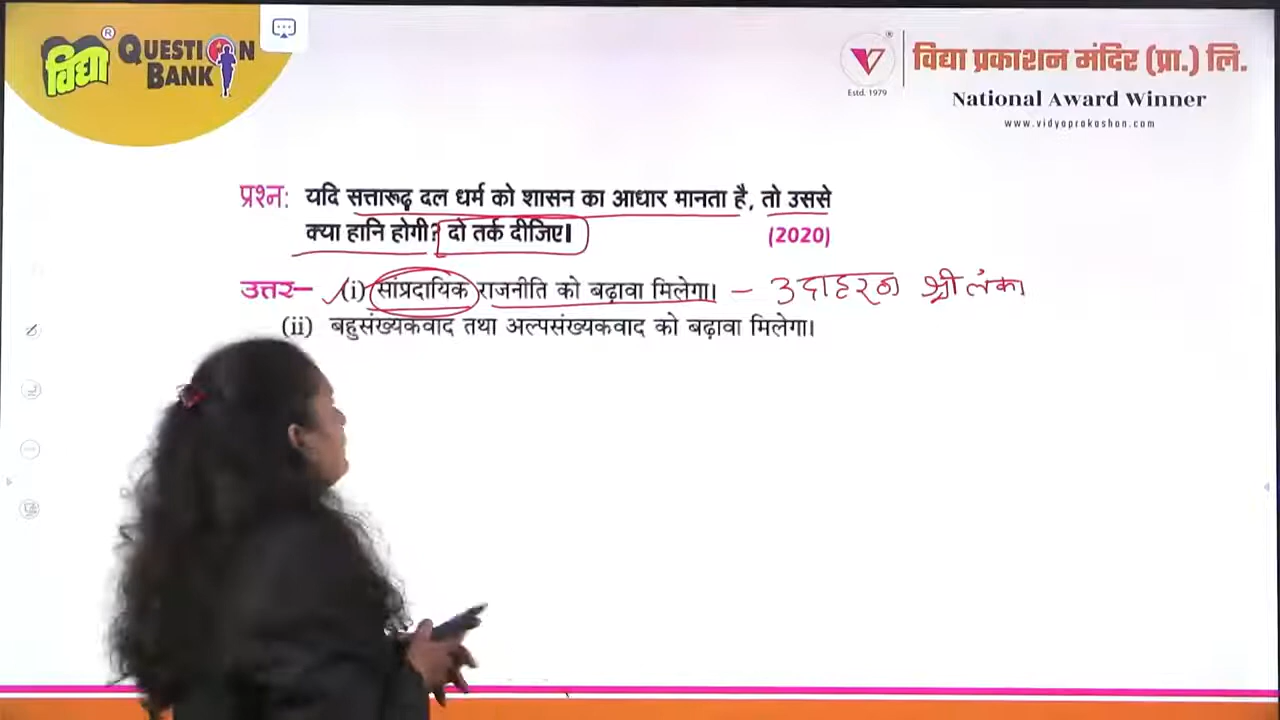 विद्या
QUESTION
BANK
®
Estd. 1979
विद्या प्रकाशन मंदिर (प्रा.) लि.
National Award Winner
www.vidyaprakashan.com
प्रश्न: यदि सत्तारूढ़ दल धर्म को शासन का आधार मानता है, तो उससे
क्या हानि होगी? दो तर्क दीजिए। (2020)
उत्तर– (i) सांप्रदायिक राजनीति को बढ़ावा मिलेगा। – उदाहरन श्रीलंका
(ii) बहुसंख्यकवाद तथा अल्पसंख्यकवाद को बढ़ावा मिलेगा।